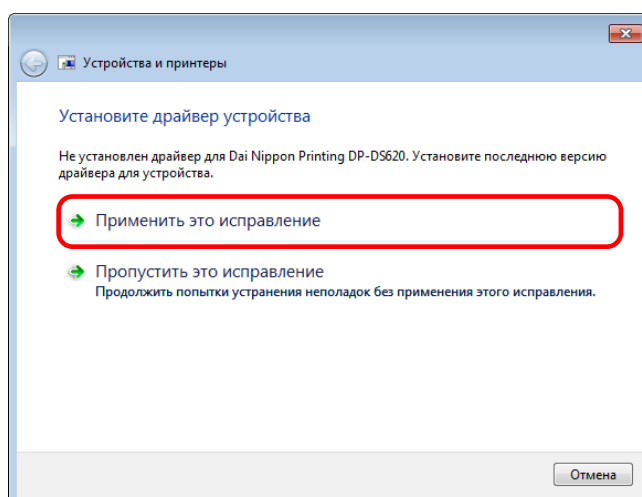 Устройства и принтеры
Установите драйвер устройства
Не установлен драйвер для Dai Nippon Printing DP-DS620. Установите последнюю версию
драйвера для устройства.
Применить это исправление
Пропустить это исправление
Продолжить попытки устранения неполадок без применения этого исправления.
Отмена